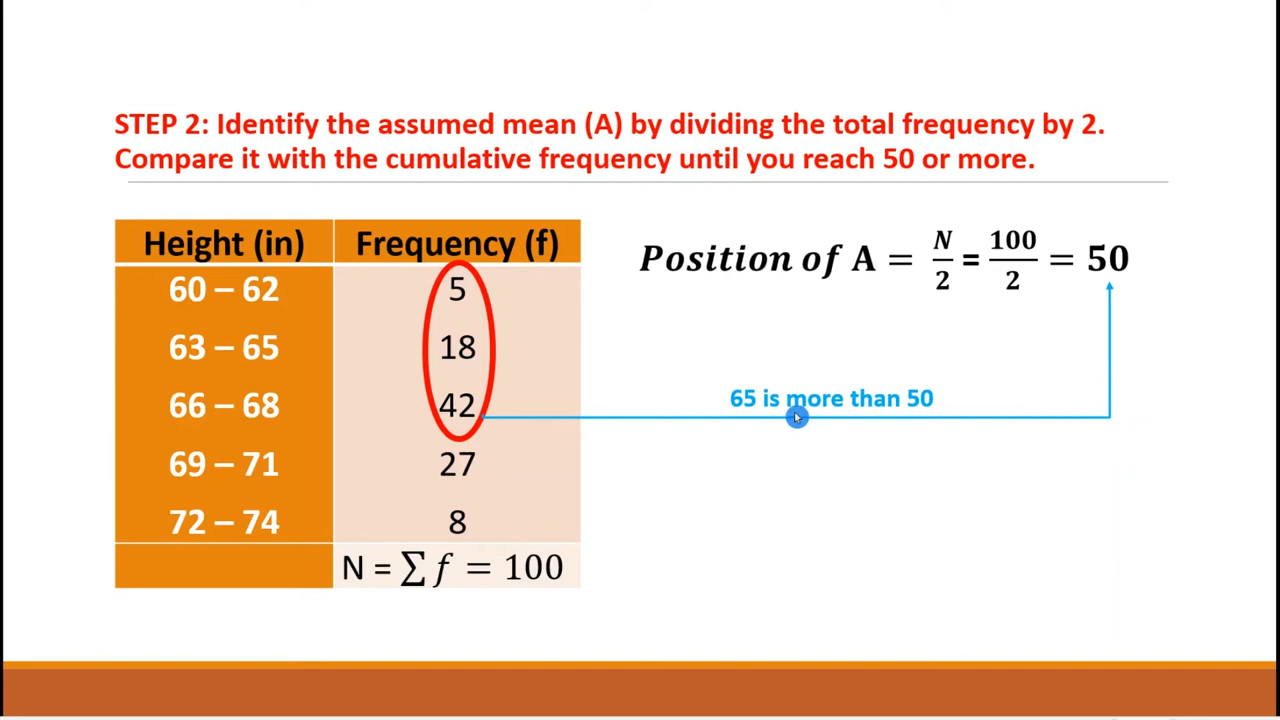 STEP 2: Identify the assumed mean (A) by dividing the total frequency by 2.
Compare it with the cumulative frequency until you reach 50 or more.
Height (in) Frequency (f)
60 – 62 5
63 – 65 18
66 – 68 42
69 – 71 27
72 – 74 8
N = ∑ f = 100
Position of A = N/2 = 100/2 = 50
65 is more than 50